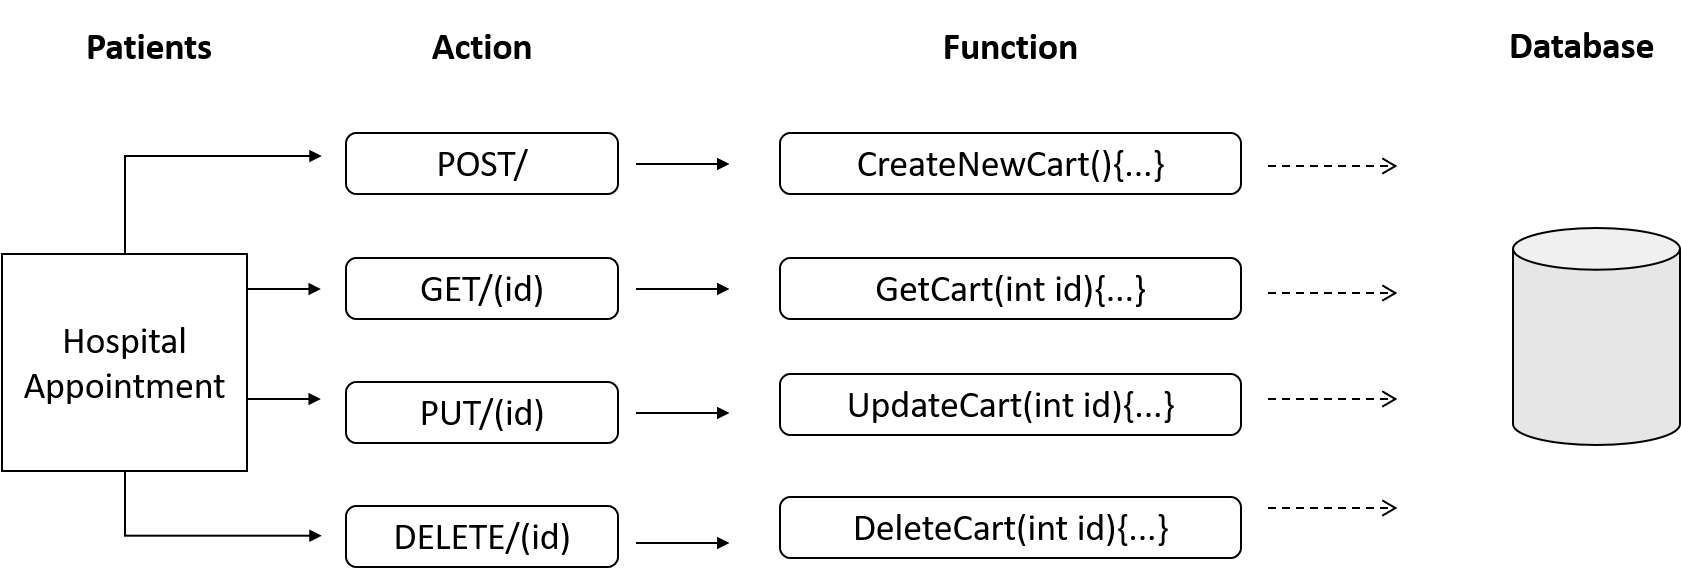 Patients
Action
Function
Database
POST/
CreateNewCart(){...}
GET/(id)
GetCart(int id){...}
Hospital
Appointment
PUT/(id)
UpdateCart(int id){...}
DELETE/(id)
DeleteCart(int id){...}